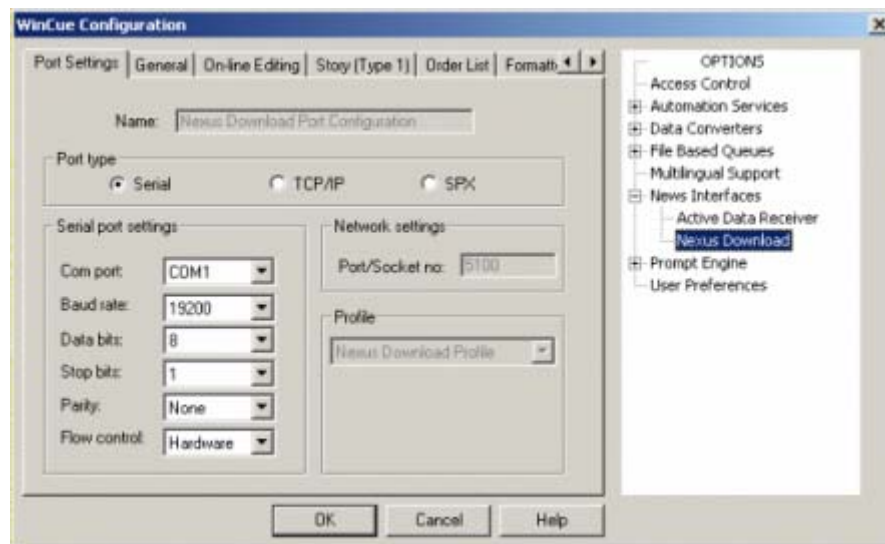 WinCue Configuration
Port Settings
General
On-line Editing
Story (Type 1)
Order List
Formatti
Name: Nexus Download Port Configuration
Port type
Serial
TCP/IP
SPX
Serial port settings
Com port: COM1
Baud rate: 19200
Data bits: 8
Stop bits: 1
Parity: None
Flow control: Hardware
Network settings
Port/Socket no: 5100
Profile
Nexus Download Profile
OK
Cancel
Help
OPTIONS
Access Control
Automation Services
Data Converters
File Based Queues
Multilingual Support
News Interfaces
Active Data Receiver
Nexus Download
Prompt Engine
User Preferences